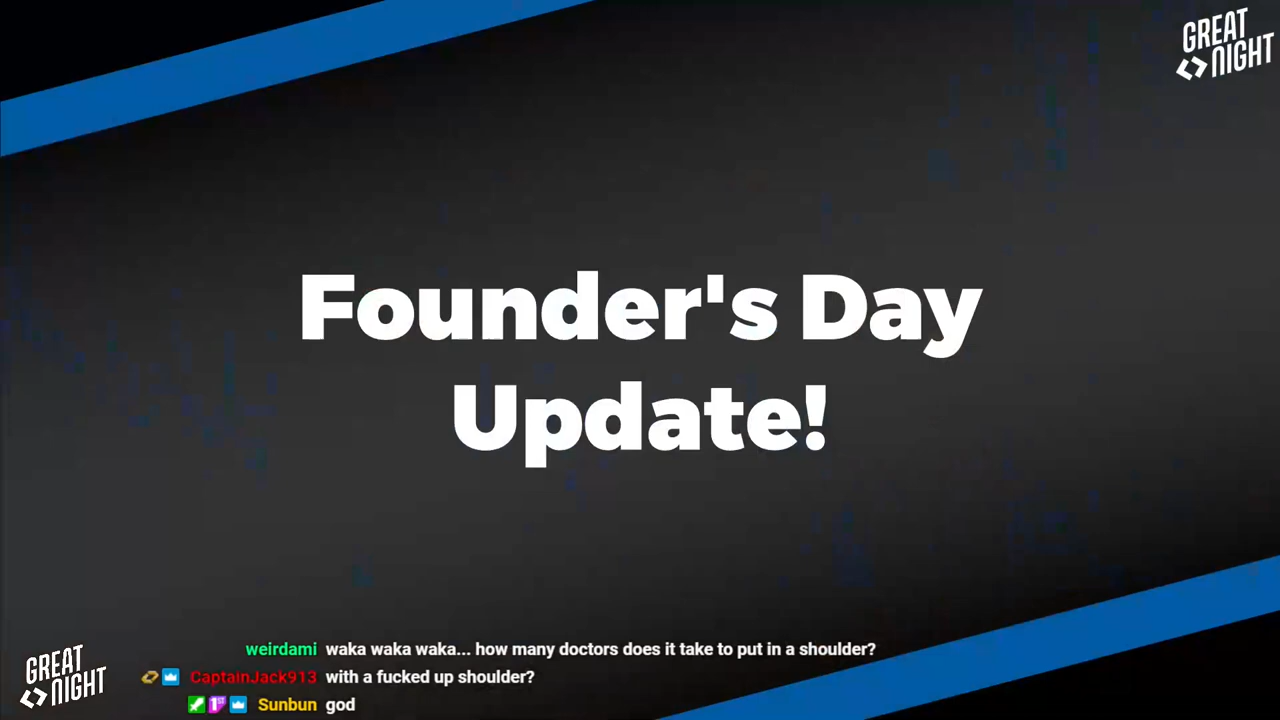 GREAT
NIGHT
Founder's Day
Update!
GREAT
NIGHT
weirdami waka waka waka... how many doctors does it take to put in a shoulder?
CaptainJack913 with a fucked up shoulder?
1ST Sunbun god